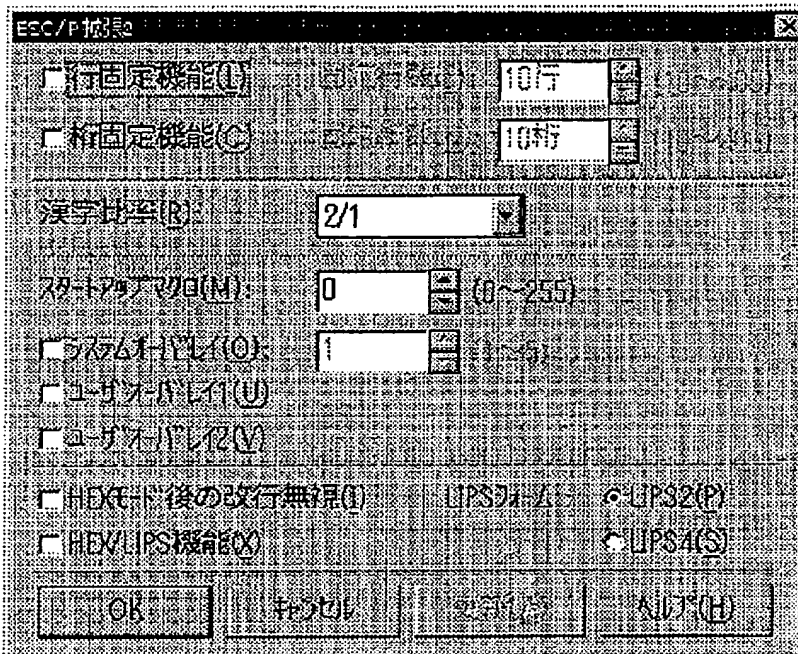 ESC/P拡張2
行固定機能(L) 10行
桁固定機能(C) 10桁
漢字比率(R): 2/1
スタートアップマクロ(M): 0 (0～255)
システムオーバレイ(O): 1 (1～5)
ユーザオーバレイ1(U)
ユーザオーバレイ2(V)
HEXモード後の改行無視(I) LIPSフォーム: LIPS2(P)
HEX/LIPS機能(X) LIPS4(S)
OK キャンセル ヘルプ(H)